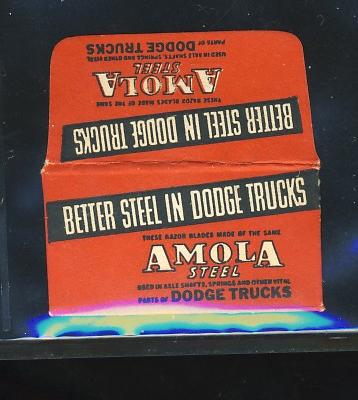 PARTS OF DODGE TRUCKS
USED IN AXLE SHAFTS, SPRINGS AND OTHER VITAL
STEEL
AMOLA
THESE RAZOR BLADES MADE OF THE SAME
BETTER STEEL IN DODGE TRUCKS
BETTER STEEL IN DODGE TRUCKS
THESE RAZOR BLADES MADE OF THE SAME
AMOLA
STEEL
USED IN AXLE SHAFTS, SPRINGS AND OTHER VITAL
PARTS OF DODGE TRUCKS